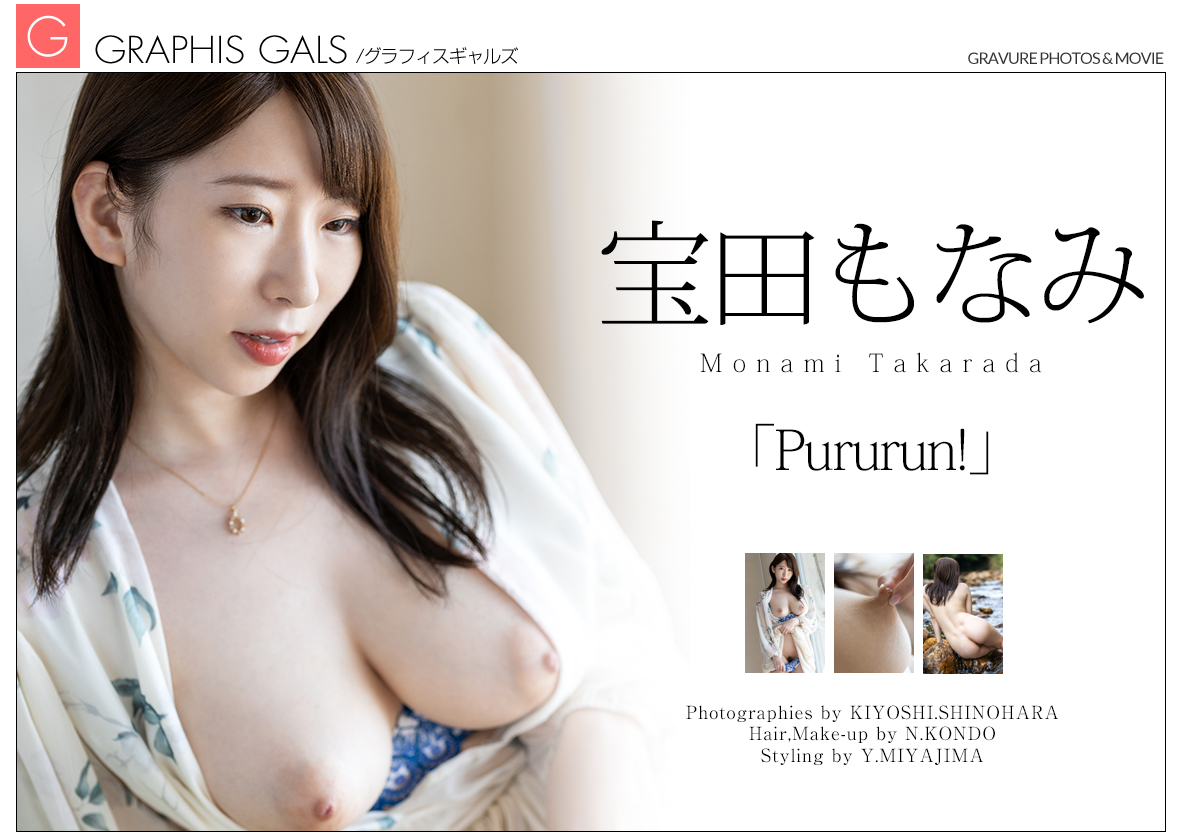 G
GRAPHIS GALS /グラフィスギャルズ
GRAVURE PHOTOS & MOVIE
宝田もなみ
Monami Takarada
「Pururun!」
Photographies by KIYOSHI.SHINOHARA
Hair,Make-up by N.KONDO
Styling by Y.MIYAJIMA